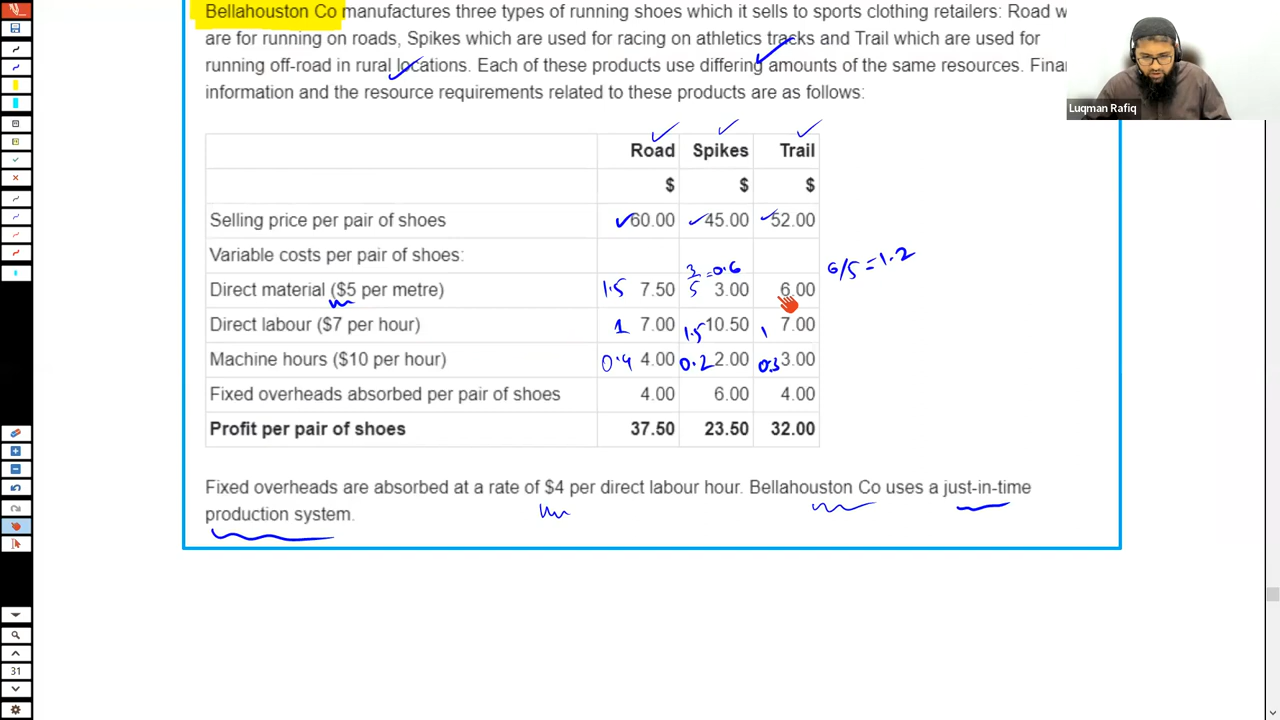 Bellahouston Co manufactures three types of running shoes which it sells to sports clothing retailers: Road w
are for running on roads, Spikes which are used for racing on athletics tracks and Trail which are used for
running off-road in rural locations. Each of these products use differing amounts of the same resources. Finan
information and the resource requirements related to these products are as follows:
Luqman Rafiq
Road Spikes Trail
$ $ $
Selling price per pair of shoes 60.00 45.00 52.00
Variable costs per pair of shoes:
3/5 =0.6
6/5 =1.2
Direct material ($5 per metre) 1.5 7.50 3.00 6.00
Direct labour ($7 per hour) 1 7.00 1.5 10.50 1 7.00
Machine hours ($10 per hour) 0.4 4.00 0.2 2.00 0.3 3.00
Fixed overheads absorbed per pair of shoes 4.00 6.00 4.00
Profit per pair of shoes 37.50 23.50 32.00
Fixed overheads are absorbed at a rate of $4 per direct labour hour. Bellahouston Co uses a just-in-time
production system.
31